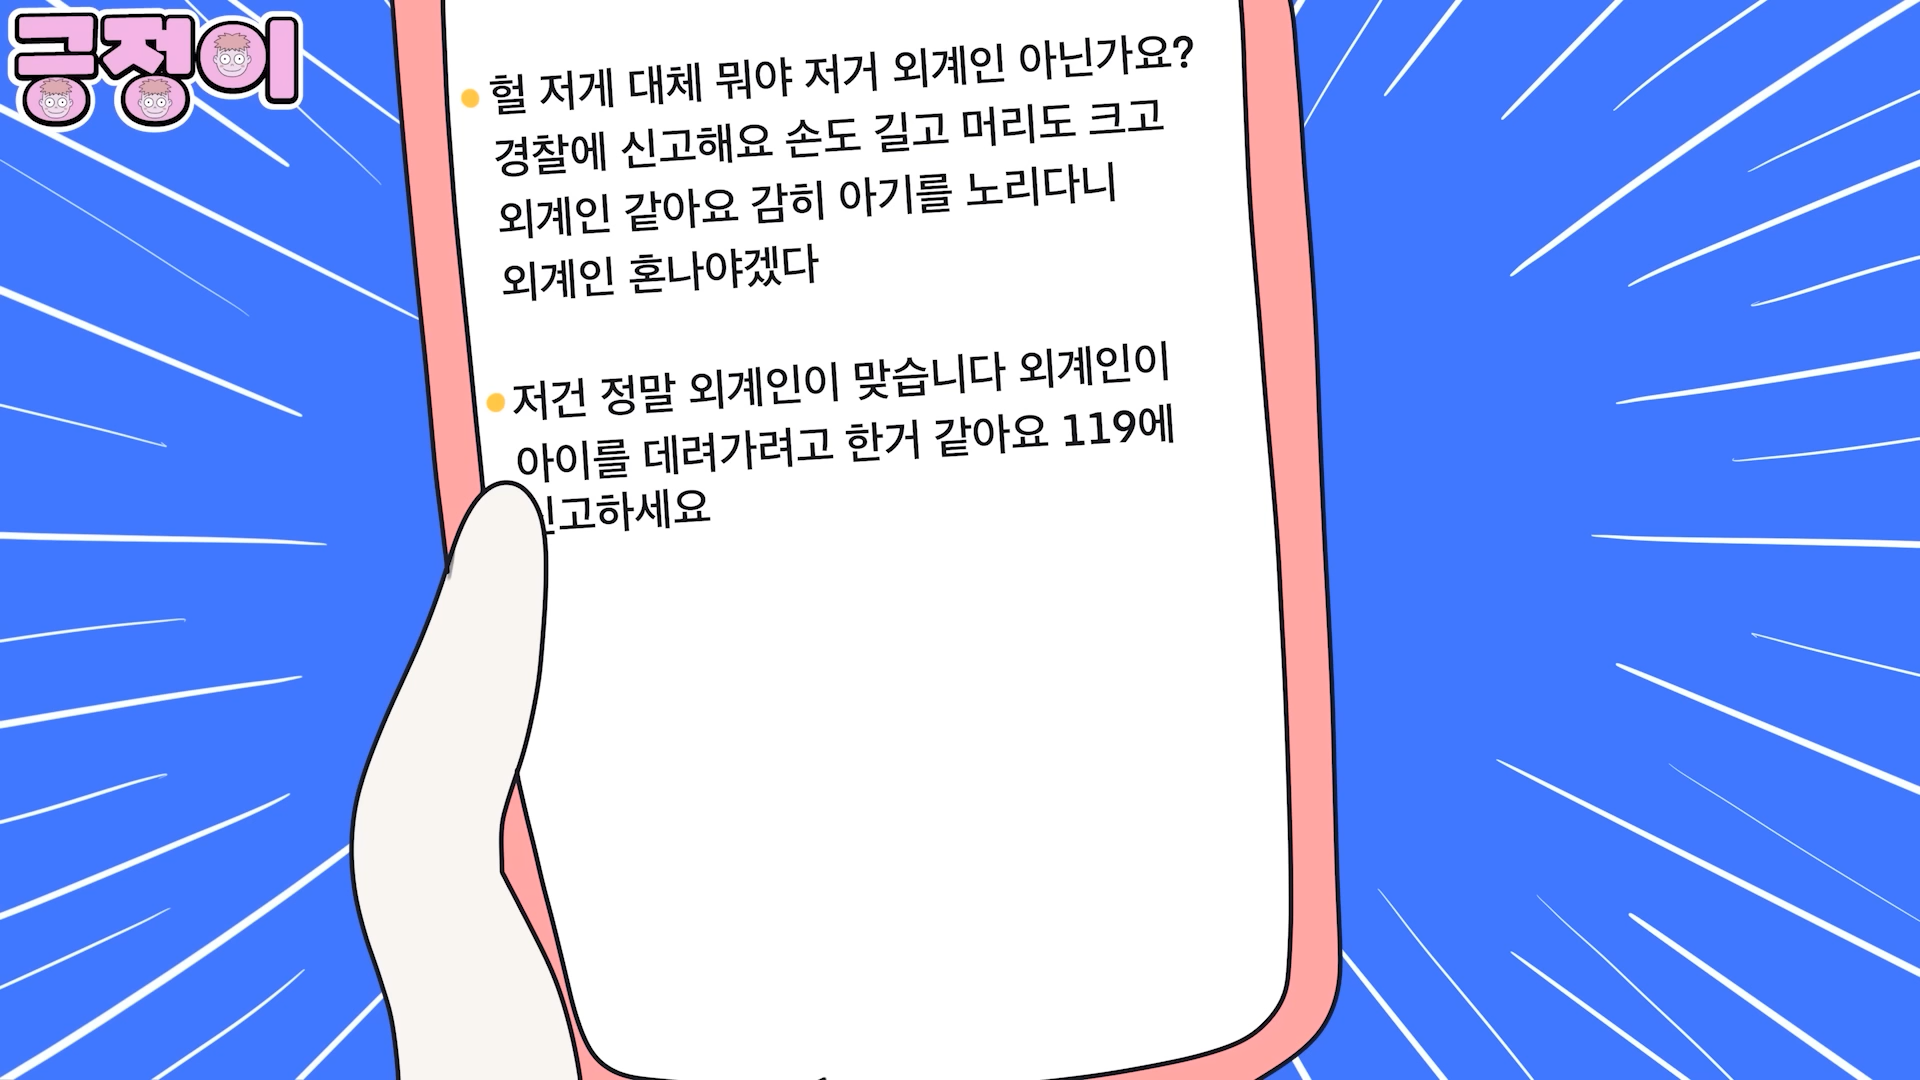 긍정이
헐 저게 대체 뭐야 저거 외계인 아닌가요?
경찰에 신고해요 손도 길고 머리도 크고
외계인 같아요 감히 아기를 노리다니
외계인 혼나야겠다
저건 정말 외계인이 맞습니다 외계인이
아이를 데려가려고 한거 같아요 119에
신고하세요